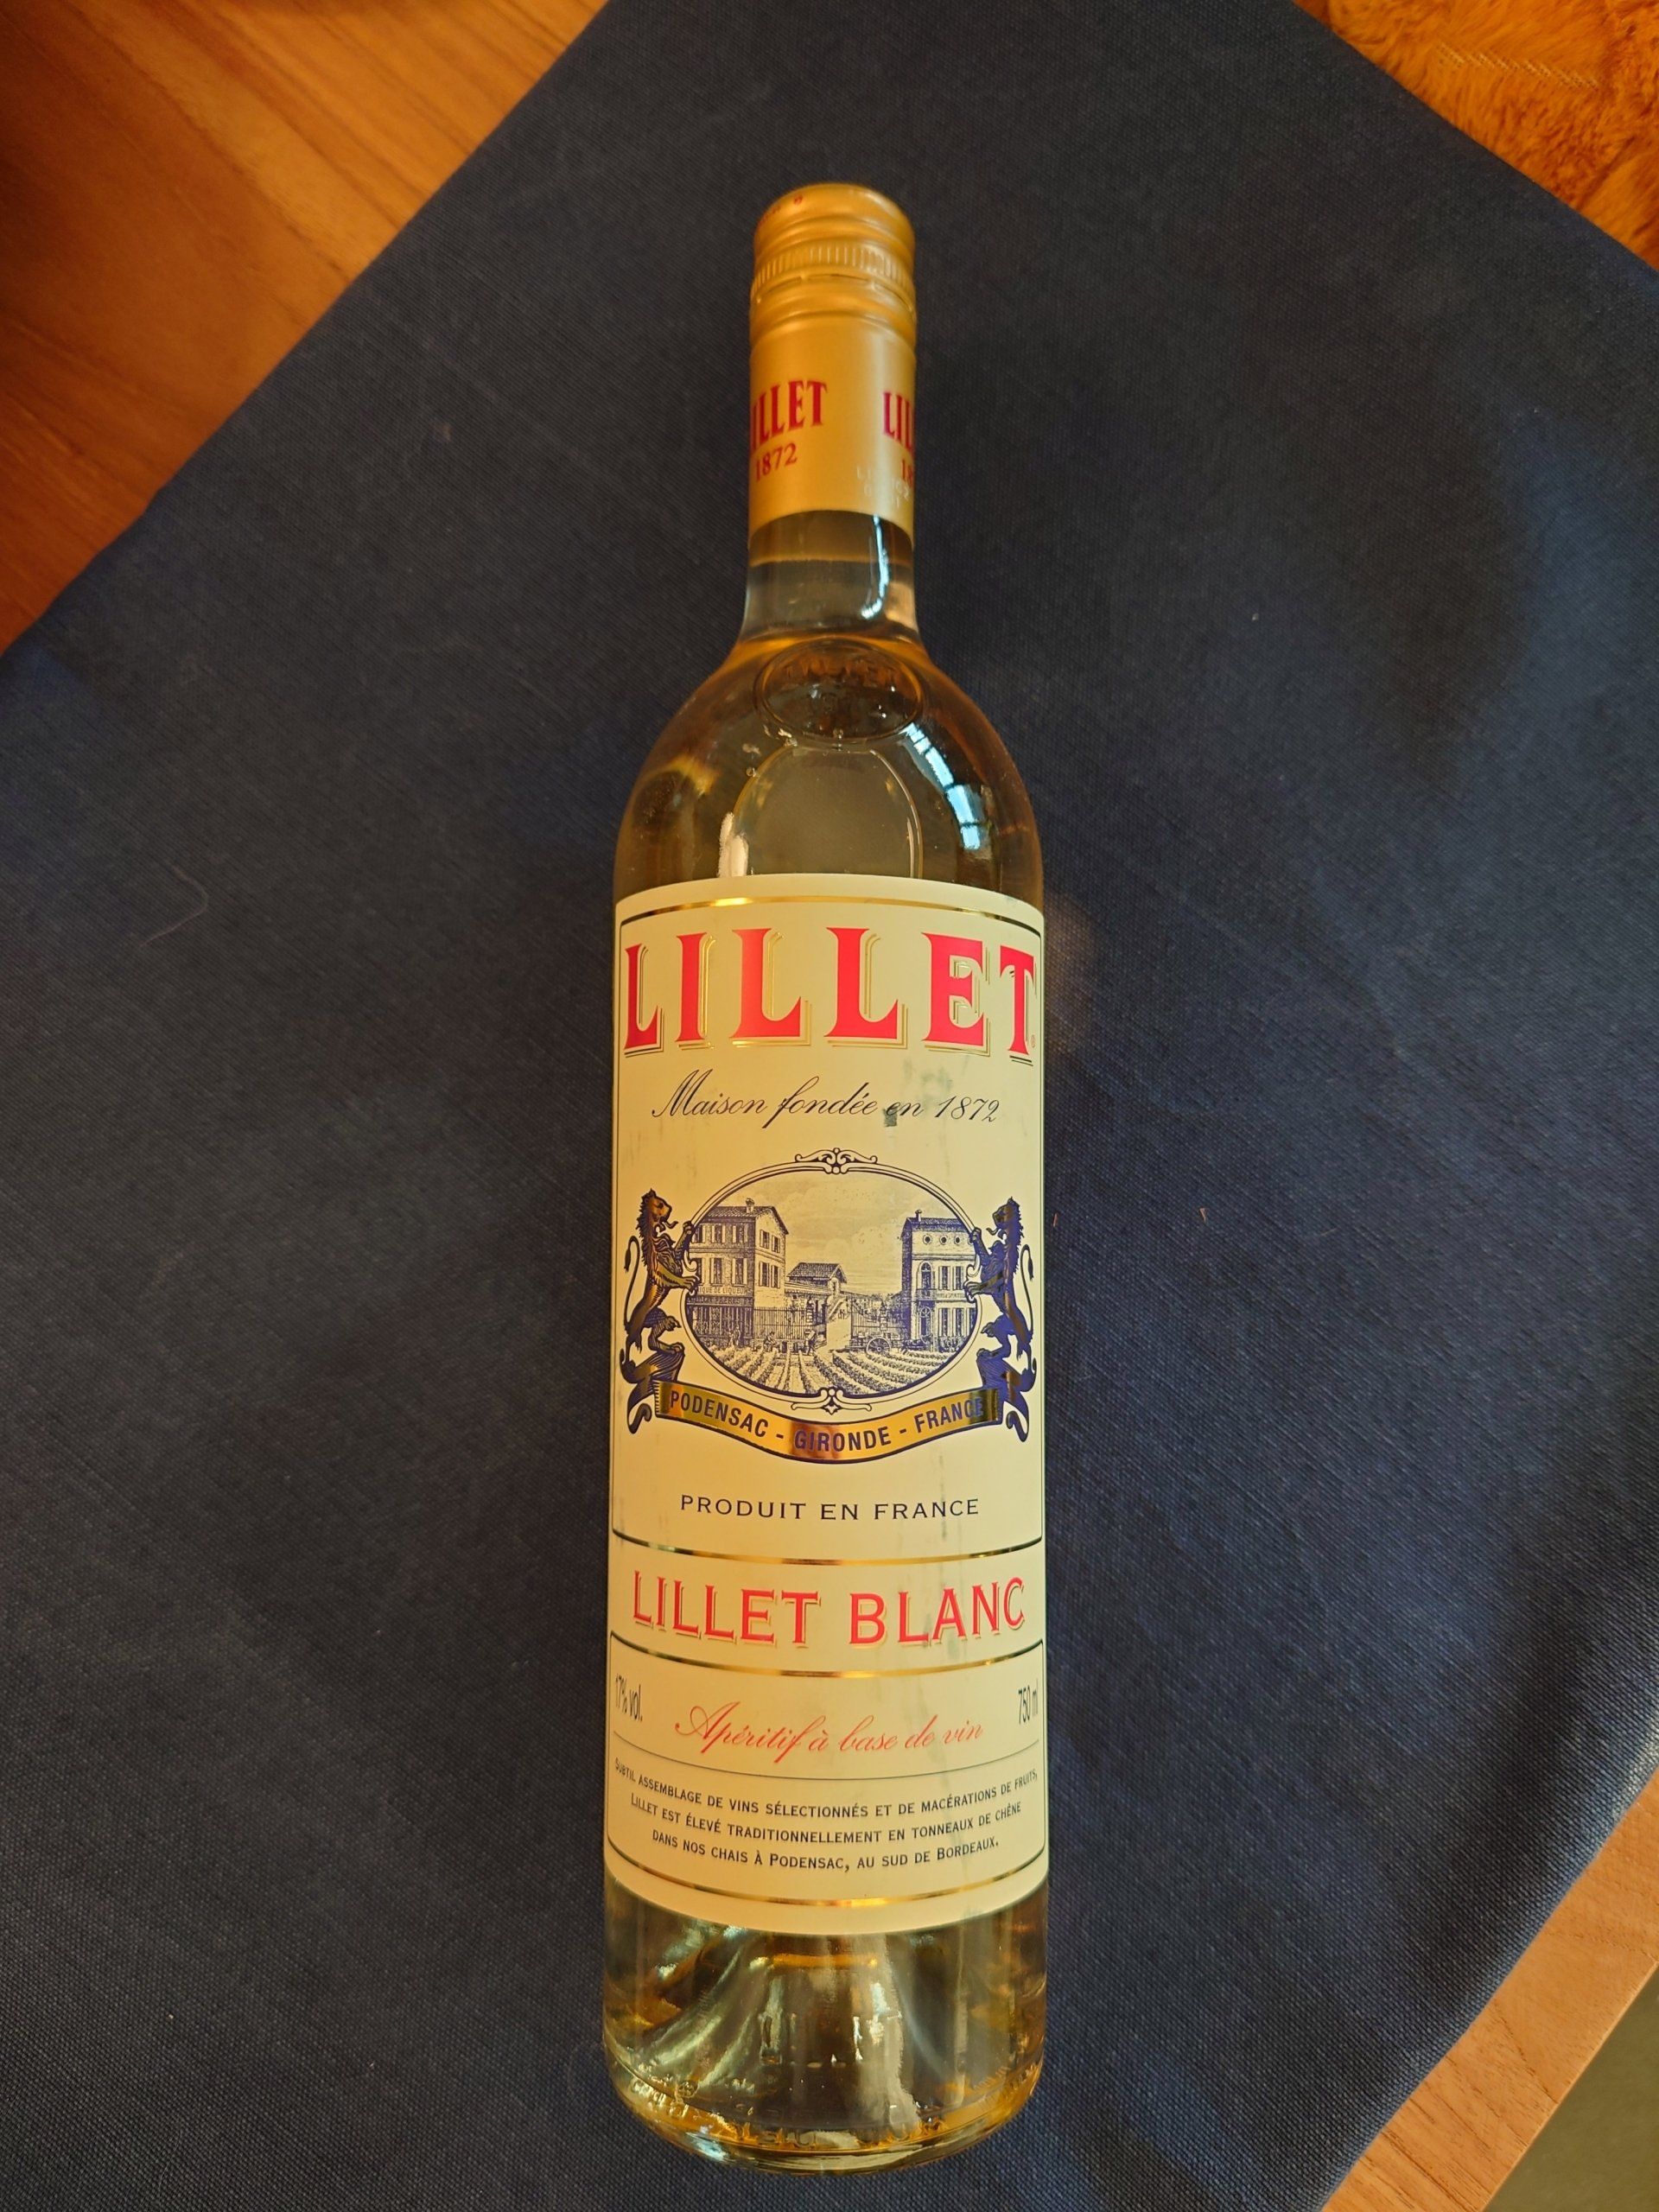 ILLET
1872
LILLET
Maison fondée en 1872
PODENSAC - GIRONDE - FRANCE
PRODUIT EN FRANCE
LILLET BLANC
17% vol.
750 ml
Apéritif à base de vin
SUBTIL ASSEMBLAGE DE VINS SÉLECTIONNÉS ET DE MACÉRATIONS DE FRUITS,
LILLET EST ÉLEVÉ TRADITIONNELLEMENT EN TONNEAUX DE CHÊNE
DANS NOS CHAIS À PODENSAC, AU SUD DE BORDEAUX.